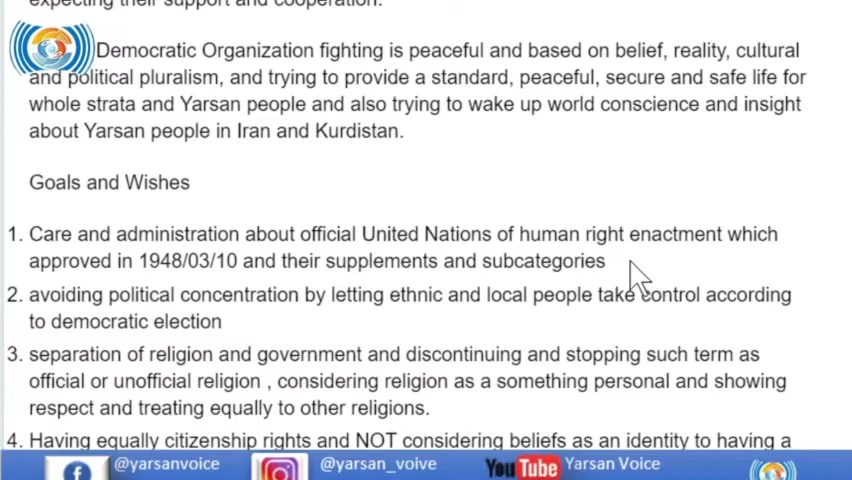 expecting their support and cooperation.
Democratic Organization fighting is peaceful and based on belief, reality, cultural
and political pluralism, and trying to provide a standard, peaceful, secure and safe life for
whole strata and Yarsan people and also trying to wake up world conscience and insight
about Yarsan people in Iran and Kurdistan.
Goals and Wishes
1. Care and administration about official United Nations of human right enactment which
approved in 1948/03/10 and their supplements and subcategories
2. avoiding political concentration by letting ethnic and local people take control according
to democratic election
3. separation of religion and government and discontinuing and stopping such term as
official or unofficial religion , considering religion as a something personal and showing
respect and treating equally to other religions.
4. Having equally citizenship rights and NOT considering beliefs as an identity to having a
@yarsanvoice @yarsan_voive YouTube Yarsan Voice